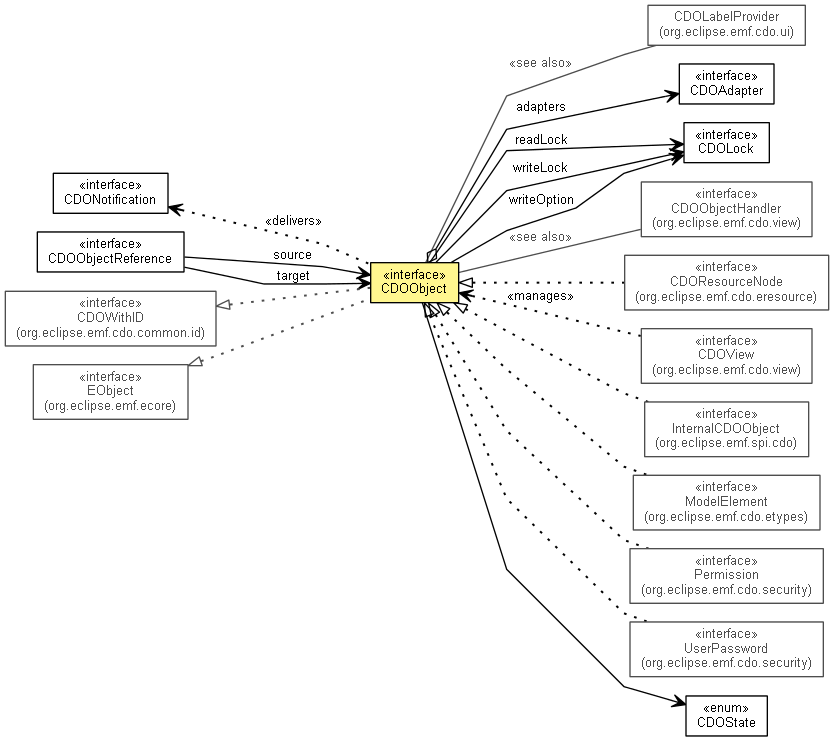 CDOLabelProvider
(org.eclipse.emf.cdo.ui)
«see also»
«interface»
CDOAdapter
adapters
«interface»
CDOLock
readLock
writeLock
writeOption
«interface»
CDONotification
«delivers»
«interface»
CDOObjectHandler
(org.eclipse.emf.cdo.view)
«see also»
«interface»
CDOObjectReference
source
target
«interface»
CDOObject
«interface»
CDOResourceNode
(org.eclipse.emf.cdo.eresource)
«manages»
«interface»
CDOWithID
(org.eclipse.emf.cdo.common.id)
«interface»
CDOView
(org.eclipse.emf.cdo.view)
«interface»
EObject
(org.eclipse.emf.ecore)
«interface»
InternalCDOObject
(org.eclipse.emf.spi.cdo)
«interface»
ModelElement
(org.eclipse.emf.cdo.etypes)
«interface»
Permission
(org.eclipse.emf.cdo.security)
«interface»
UserPassword
(org.eclipse.emf.cdo.security)
«enum»
CDOState